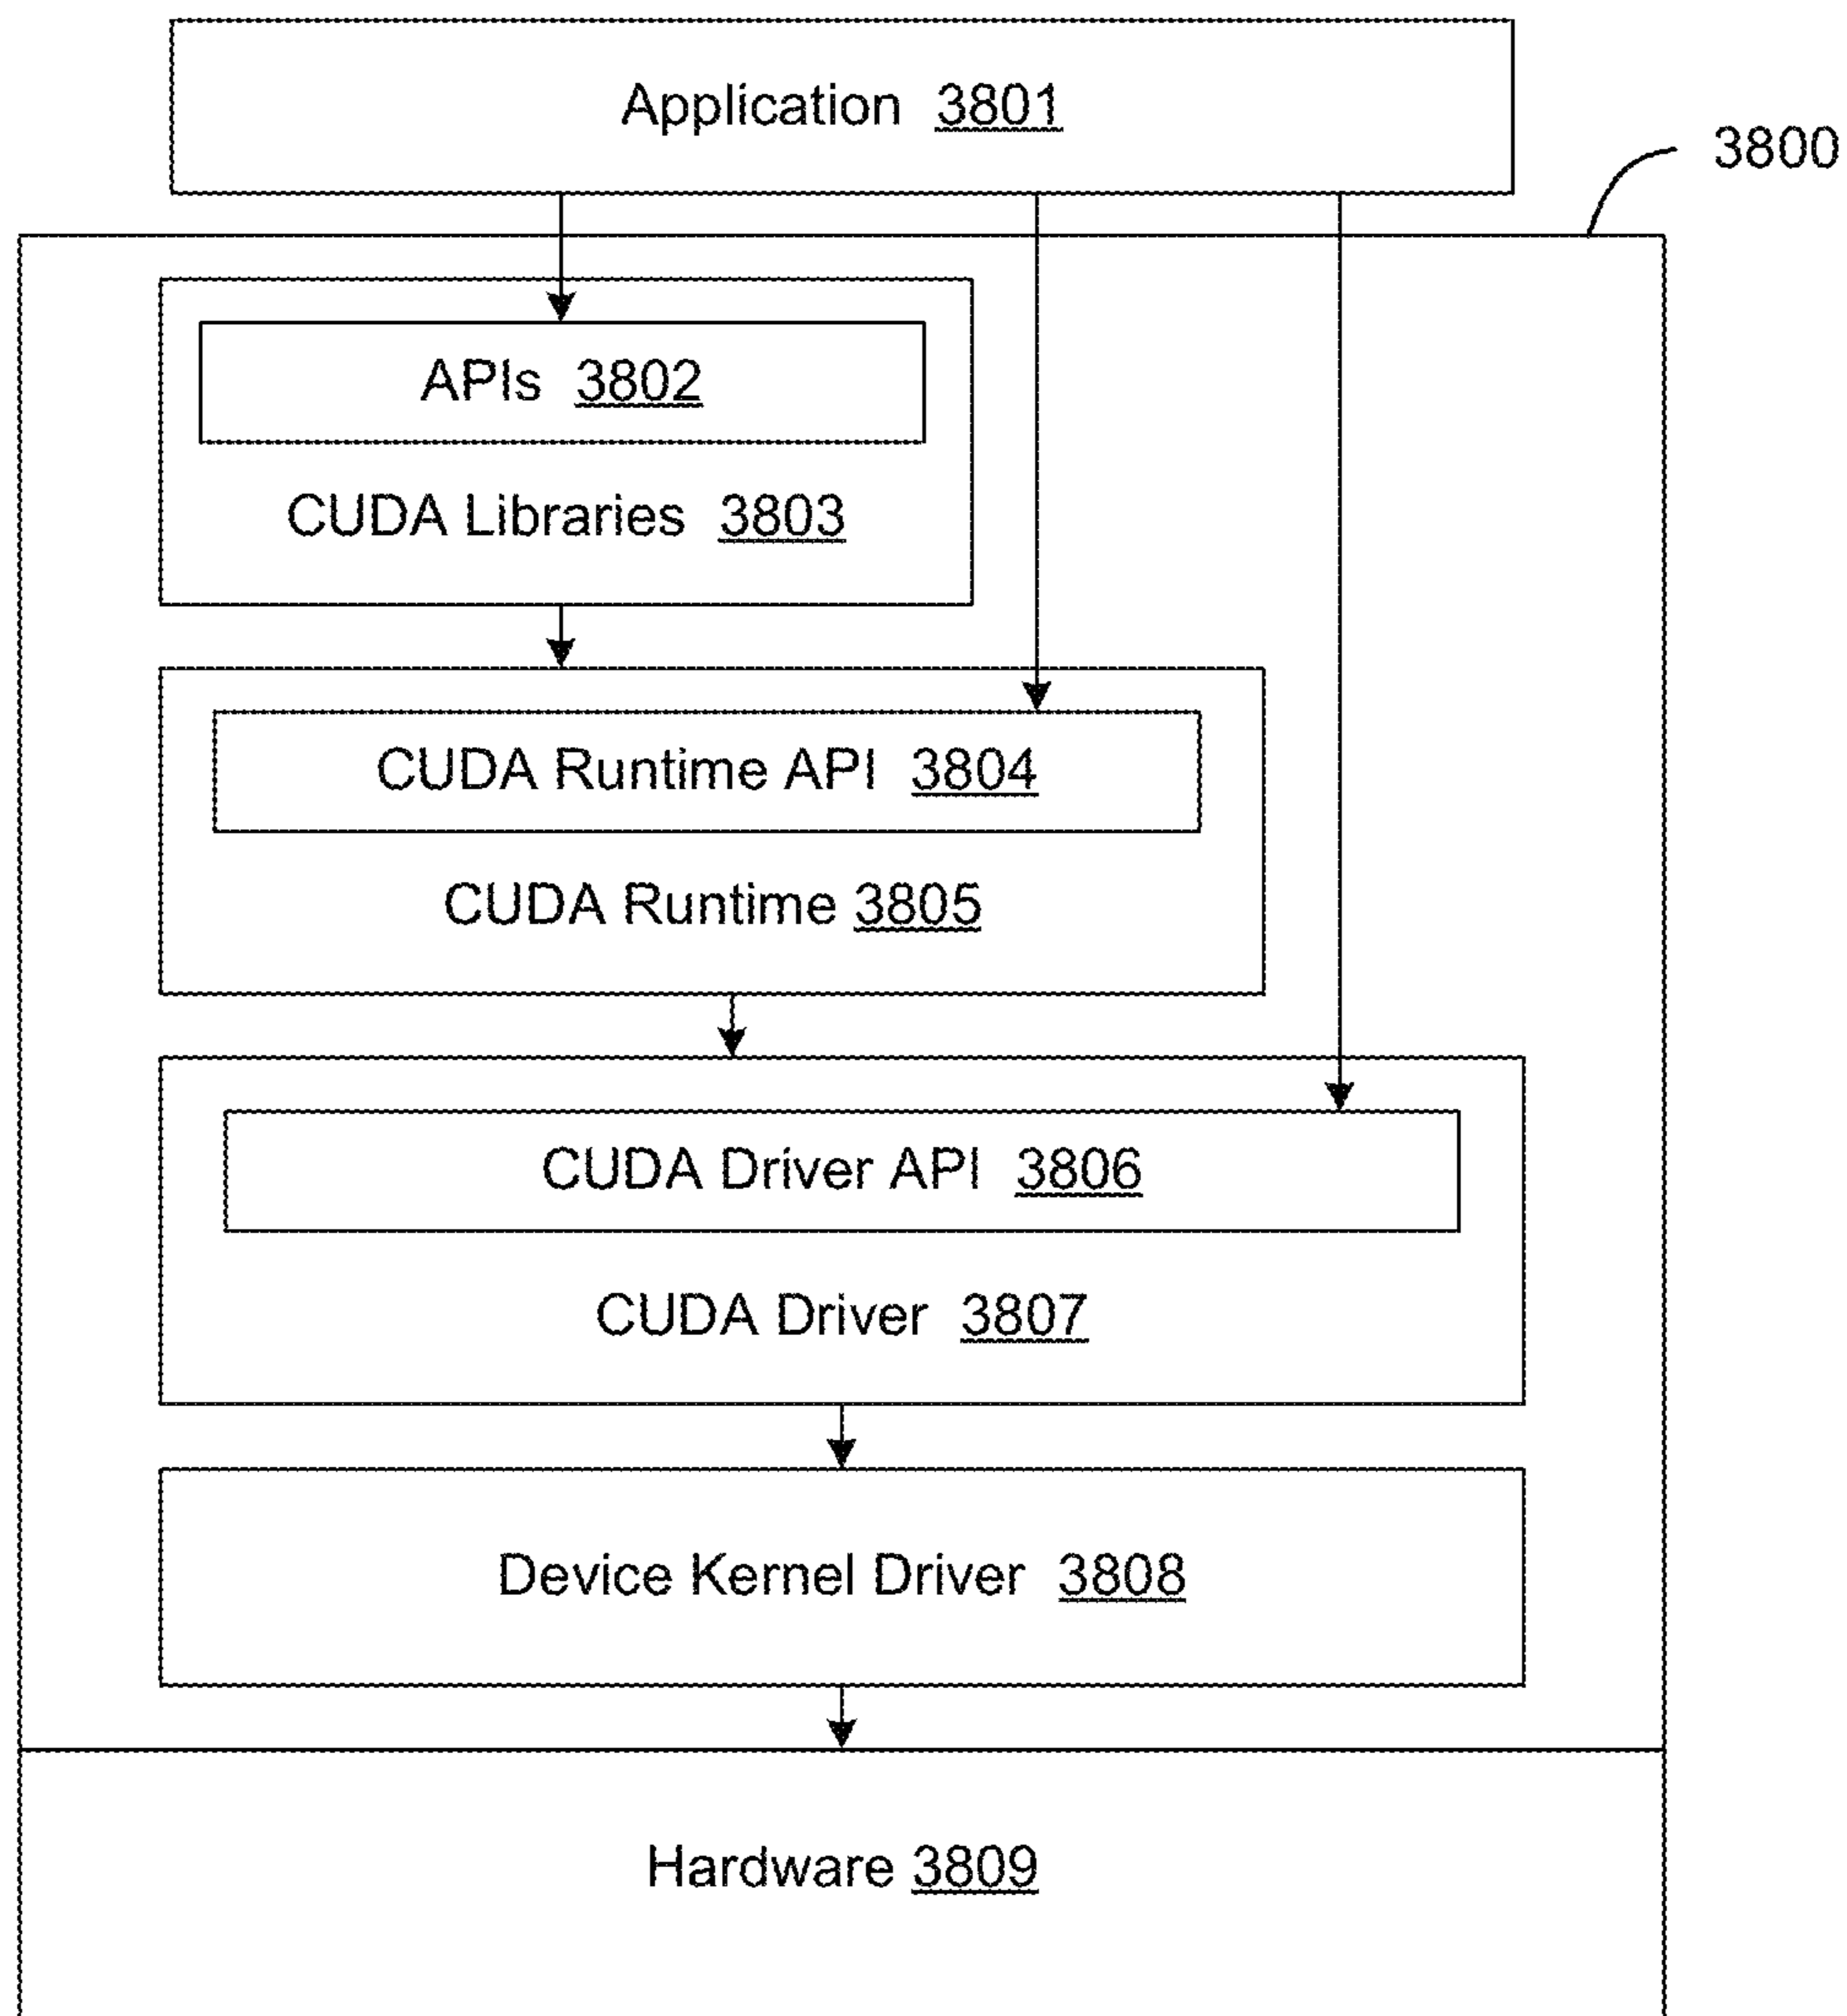 Application 3801
3800
APIs 3802
CUDA Libraries 3803
CUDA Runtime API 3804
CUDA Runtime 3805
CUDA Driver API 3806
CUDA Driver 3807
Device Kernel Driver 3808
Hardware 3809